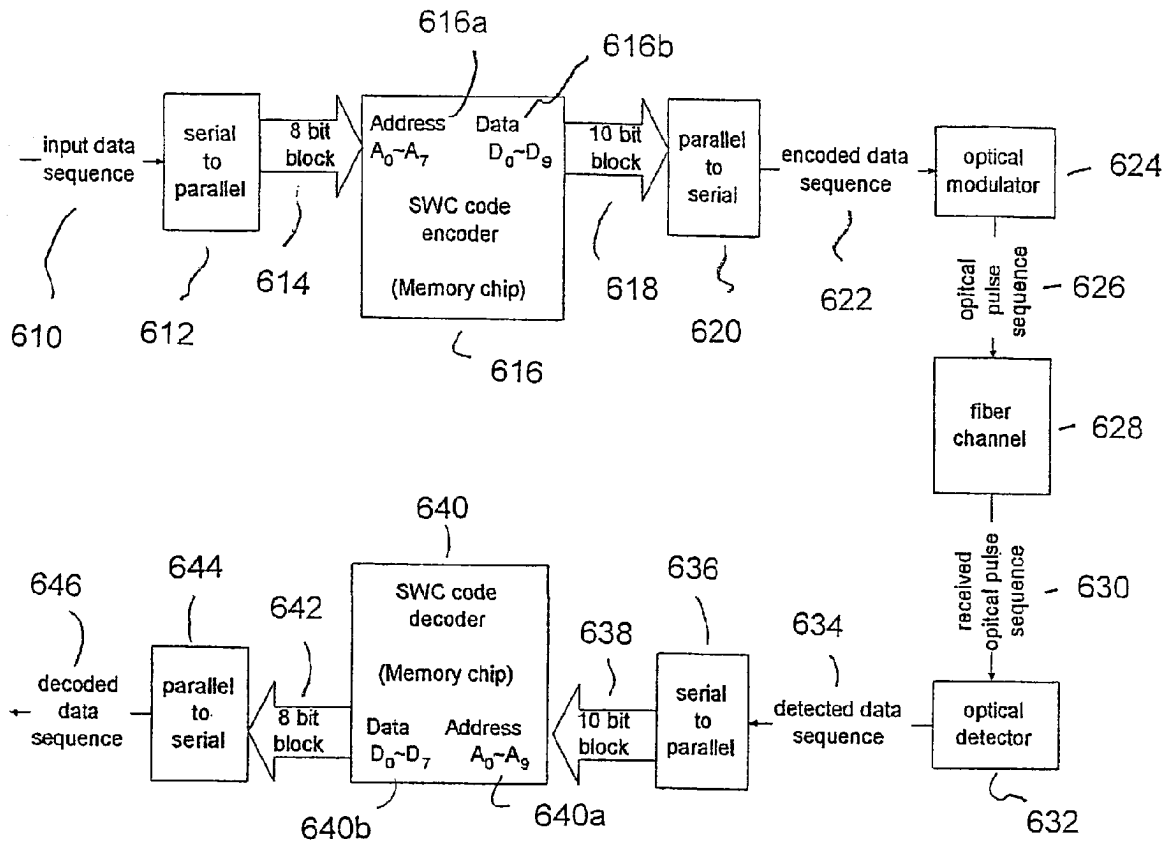 616a
616b
input data
sequence
serial
to
parallel
8 bit
block
Address
A0~A7
Data
D0~D9
SWC code
encoder
(Memory chip)
10 bit
block
parallel
to
serial
encoded data
sequence
optical
modulator
624
610
612
614
616
618
620
622
opitcal
pulse
sequence
626
fiber
channel
628
received
opitcal pulse
sequence
630
646
644
642
640
638
636
634
decoded
data
sequence
parallel
to
serial
8 bit
block
SWC code
decoder
(Memory chip)
Data
D0~D7
Address
A0~A9
10 bit
block
serial
to
parallel
detected data
sequence
optical
detector
640b
640a
632